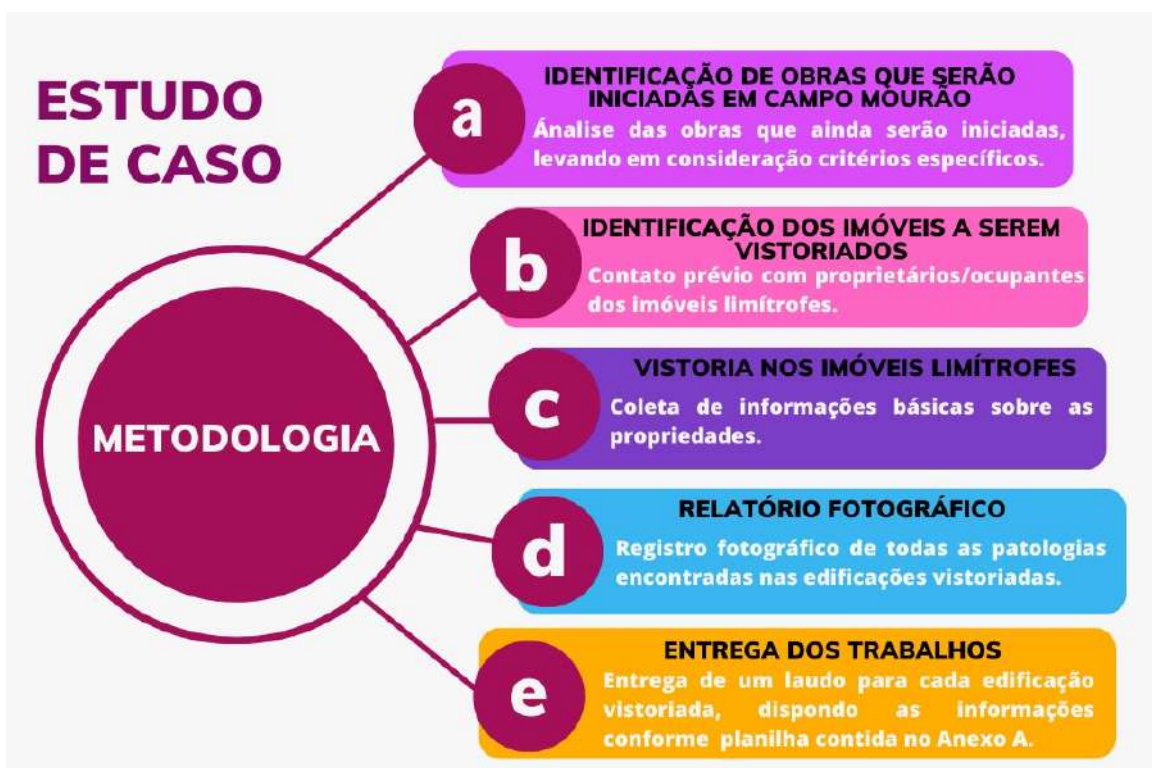 ESTUDO
DE CASO
METODOLOGIA
a
IDENTIFICAÇÃO DE OBRAS QUE SERÃO
INICIADAS EM CAMPO MOURÃO
Ánalise das obras que ainda serão iniciadas,
levando em consideração critérios específicos.
b
IDENTIFICAÇÃO DOS IMÓVEIS A SEREM
VISTORIADOS
Contato prévio com proprietários/ocupantes
dos imóveis limítrofes.
c
VISTORIA NOS IMÓVEIS LIMÍTROFES
Coleta de informações básicas sobre as
propriedades.
d
RELATÓRIO FOTOGRÁFICO
Registro fotográfico de todas as patologias
encontradas nas edificações vistoriadas.
e
ENTREGA DOS TRABALHOS
Entrega de um laudo para cada edificação
vistoriada, dispondo as informações
conforme planilha contida no Anexo A.